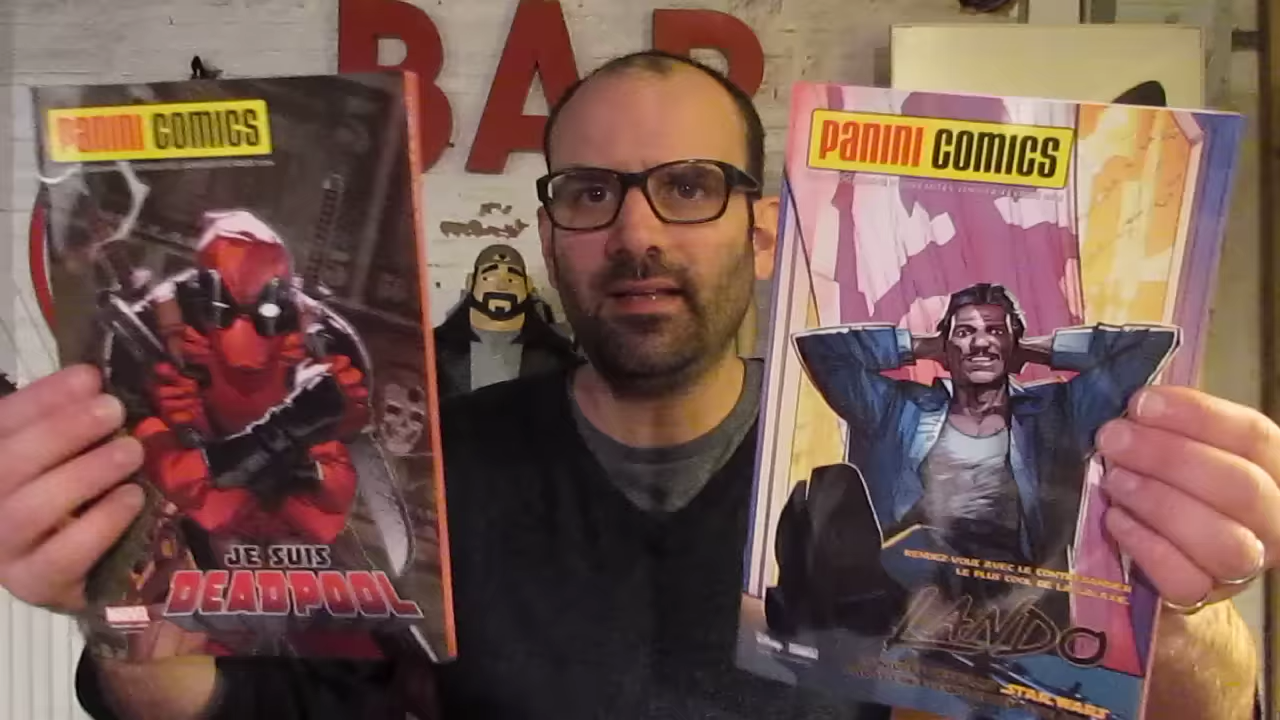 BAR
PANINI COMICS
JE SUIS
DEADPOOL
MARVEL
PANINI COMICS
RENDEZ-VOUS AVEC LE CONTREBANDIER
LE PLUS COOL DE LA GALAXIE
LANDO
STAR WARS